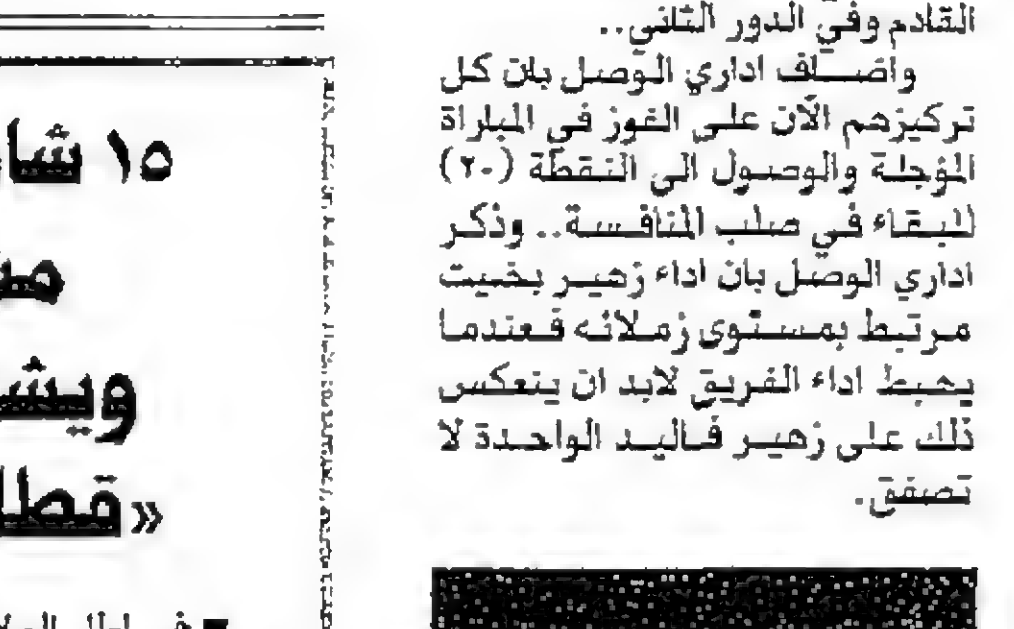 القادم وفي الدور الثاني..
واضاف اداري الوصل بان كل
تركيزهم الآن على الفوز في المباراة
المؤجلة والوصول الى النقطة (٢٠)
للبقاء في صلب المنافسة.. وذكر
اداري الوصل بان اداء زهير بخيت
مرتبط بمستوى زملائه فعندما
يحبط اداء الفريق لابد ان ينعكس
ذلك على زهير فاليد الواحدة لا
تصفق.
١٥